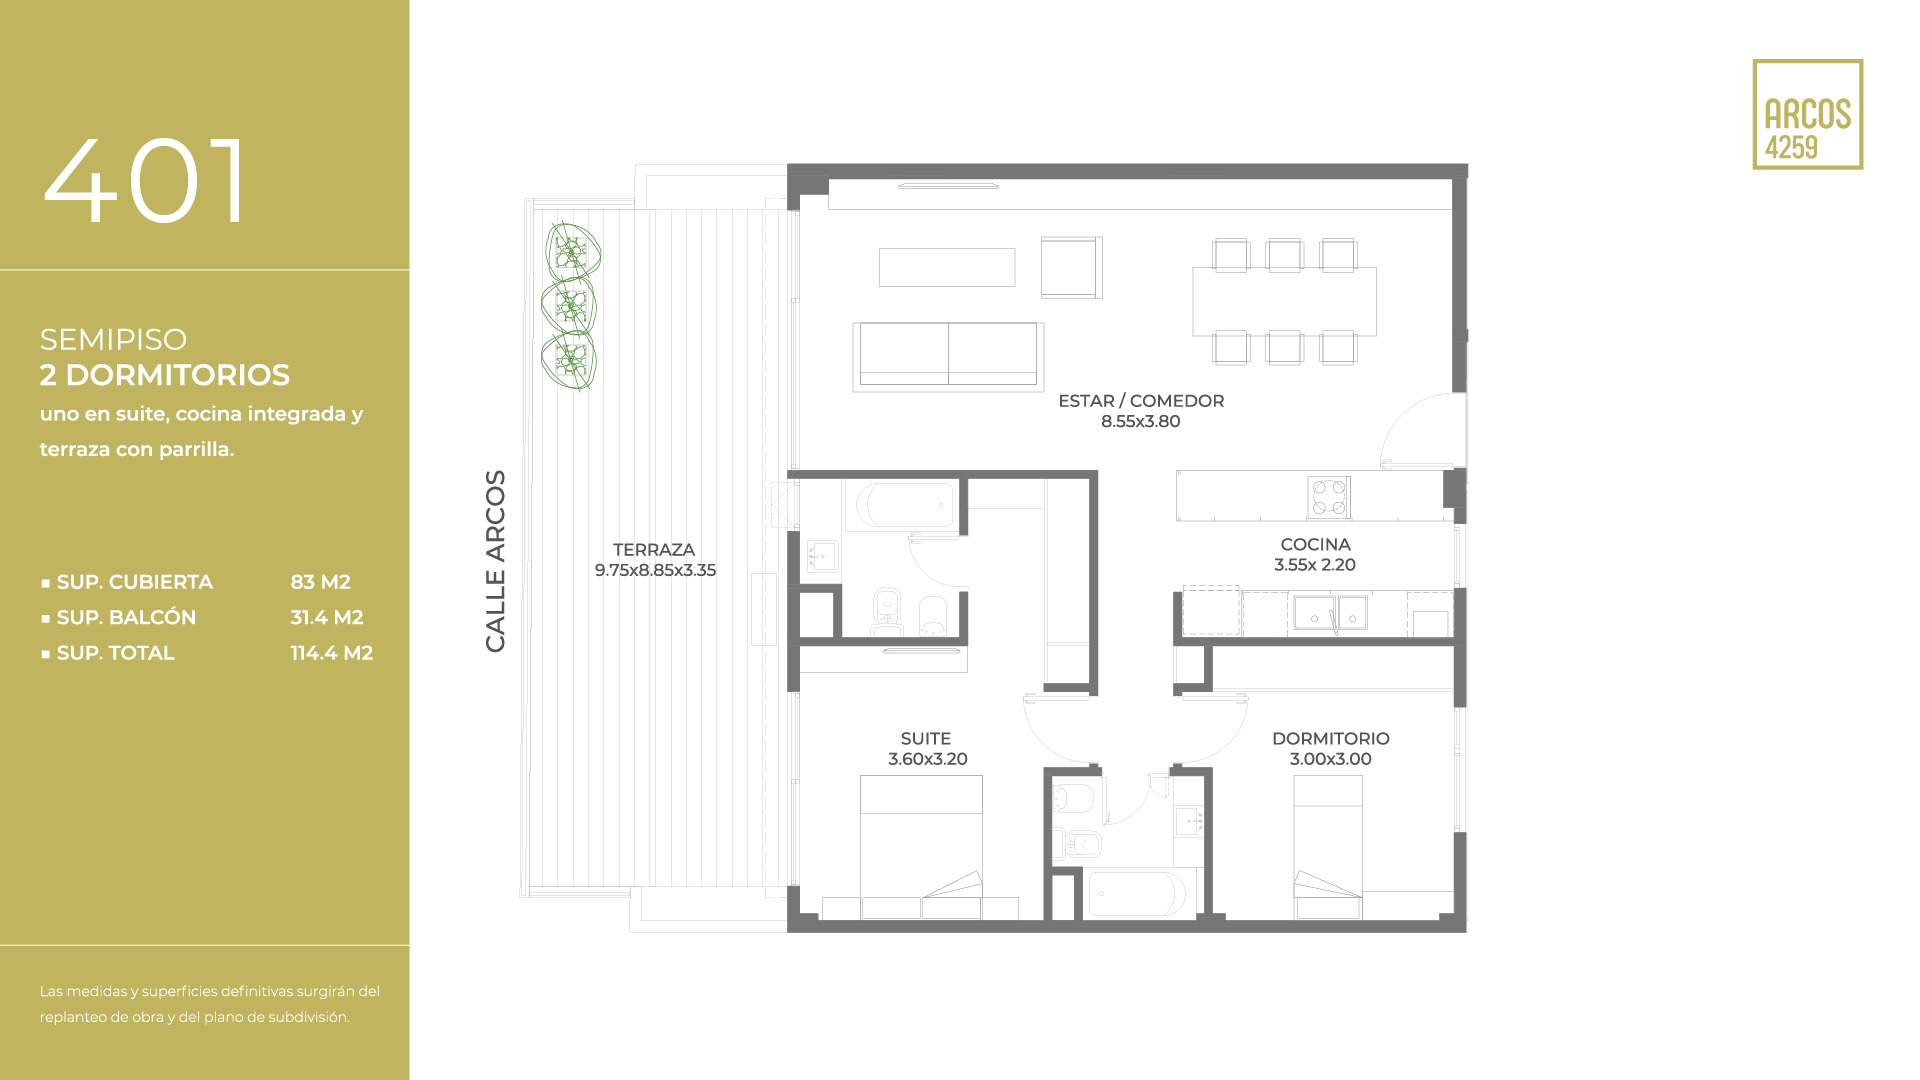 401
SEMIPISO
2 DORMITORIOS
uno en suite, cocina integrada y
terraza con parrilla.
▪ SUP. CUBIERTA 83 M2
▪ SUP. BALCÓN 31.4 M2
▪ SUP. TOTAL 114.4 M2
Las medidas y superficies definitivas surgirán del
replanteo de obra y del plano de subdivisión.
CALLE ARCOS
TERRAZA
9.75x8.85x3.35
ESTAR / COMEDOR
8.55x3.80
COCINA
3.55x 2.20
SUITE
3.60x3.20
DORMITORIO
3.00x3.00
ARCOS
4259